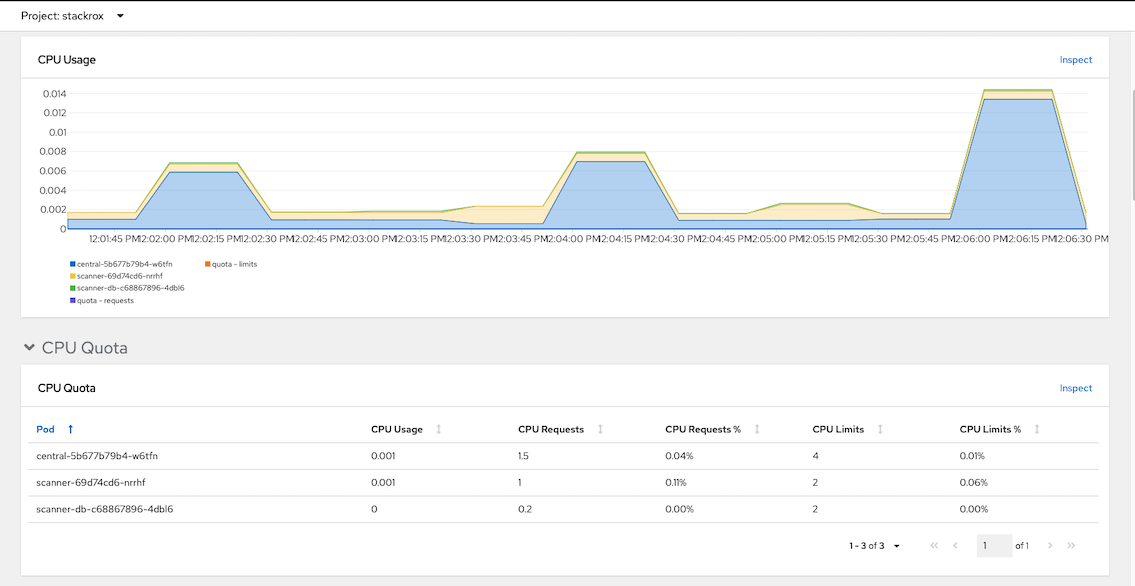 Project: stackrox
CPU Usage Inspect
0.014
0.012
0.01
0.008
0.006
0.004
0.002
0
12:01:45 PM 12:02:00 PM 12:02:15 PM 12:02:30 PM 12:02:45 PM 12:03:00 PM 12:03:15 PM 12:03:30 PM 12:03:45 PM 12:04:00 PM 12:04:15 PM 12:04:30 PM 12:04:45 PM 12:05:00 PM 12:05:15 PM 12:05:30 PM 12:05:45 PM 12:06:00 PM 12:06:15 PM 12:06:30 PM
central-5b677b79b4-w6tfn quota - limits
scanner-69d74cd6-nrrhf
scanner-db-c68867896-4dbl6
quota - requests
CPU Quota
CPU Quota Inspect
Pod CPU Usage CPU Requests CPU Requests % CPU Limits CPU Limits %
central-5b677b79b4-w6tfn 0.001 1.5 0.04% 4 0.01%
scanner-69d74cd6-nrrhf 0.001 1 0.11% 2 0.06%
scanner-db-c68867896-4dbl6 0 0.2 0.00% 2 0.00%
1 - 3 of 3 1 of 1